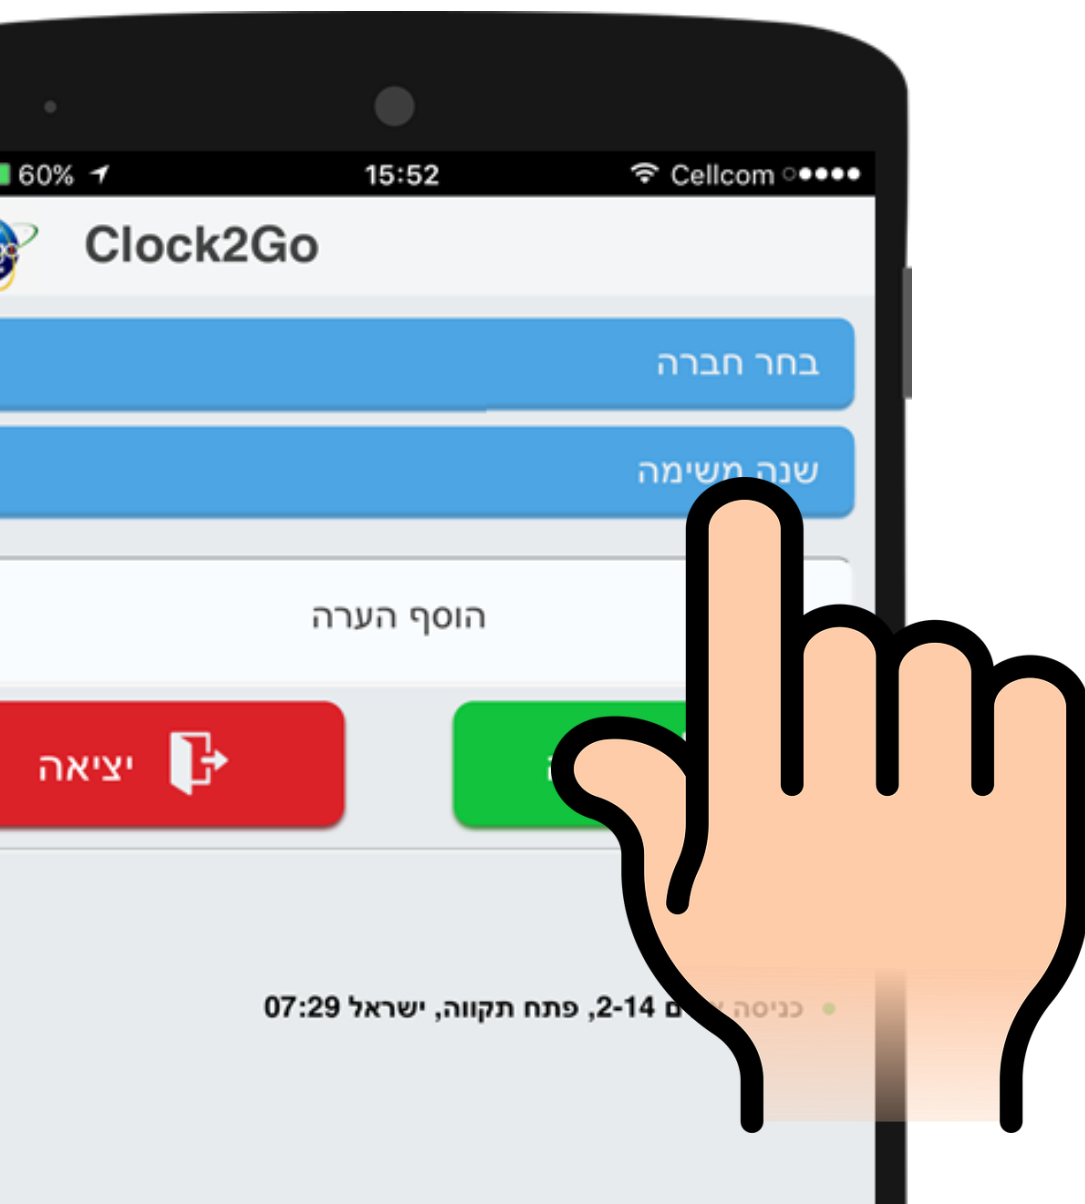 60% 15:52 Cellcom
Clock2Go
בחר חברה
שנה משימה
הוסף הערה
יציאה
כניסה 2-14, פתח תקווה, ישראל 07:29